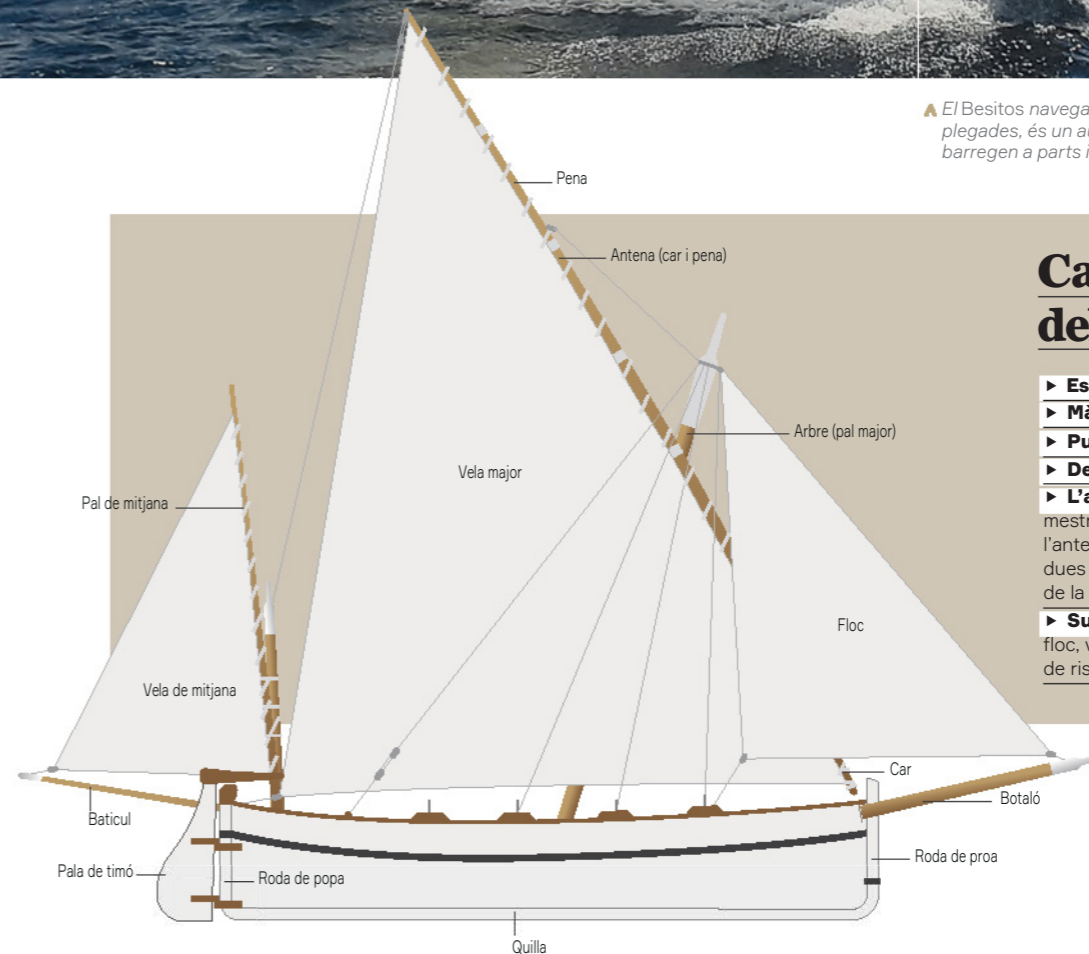 El Besitos navega
plegades, és un
barregen a parts
Pena
Antena (car i pena)
Arbre (pal major)
Vela major
Pal de mitjana
Floc
Vela de mitjana
Car
Botaló
Baticul
Roda de proa
Pala de timó
Roda de popa
Quilla
mestr
l'ante
dues
de la
floc,
de ris